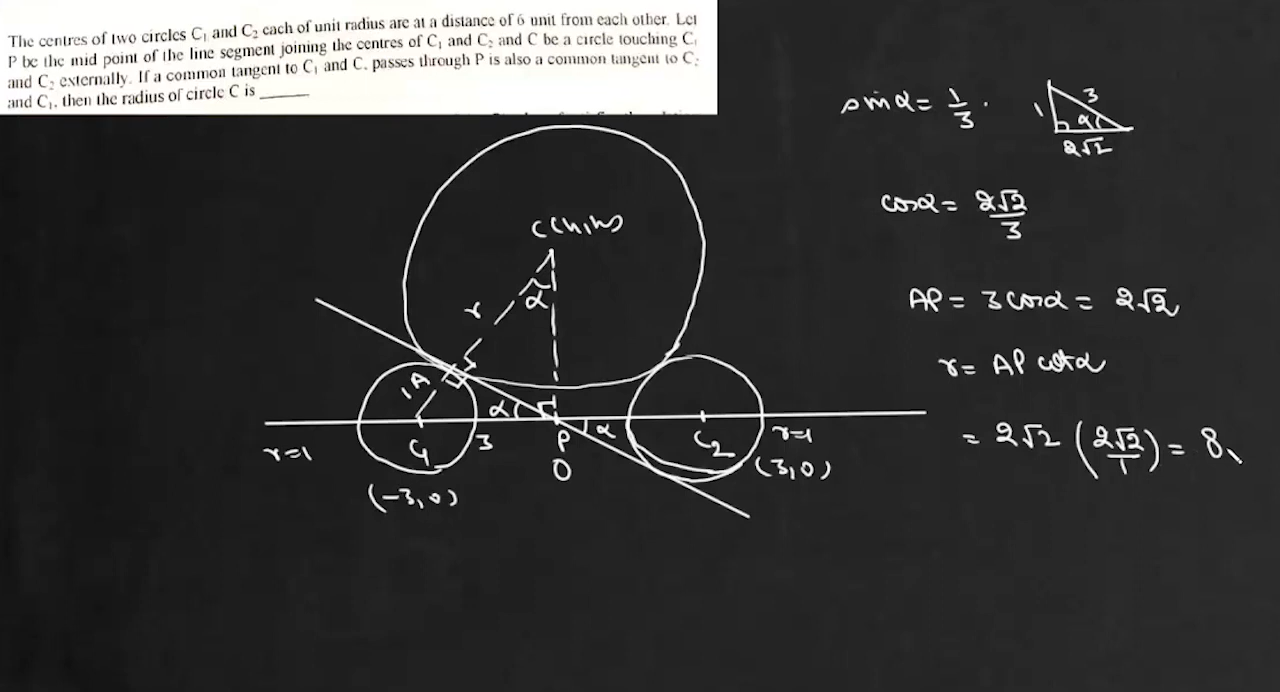 The centres of two circles C₁ and C₂ each of unit radius are at a distance of 6 unit from each other. Let
P be the mid point of the line segment joining the centres of C₁ and C₂ and C be a circle touching C₁
and C₂ externally. If a common tangent to C₁ and C. passes through P is also a common tangent to C₂
and C₁, then the radius of circle C is ______
sin α = 1/3 .
1
3
α
2√2
cos α = 2√2/3
C(h,k)
α
r
AP = 3 cos α = 2√2
r = AP cot α
= 2√2 (2√2/1) = 8
1
A
α
α
r=1
C₁
3
P
O
C₂
r=1
(-3,0)
(3,0)